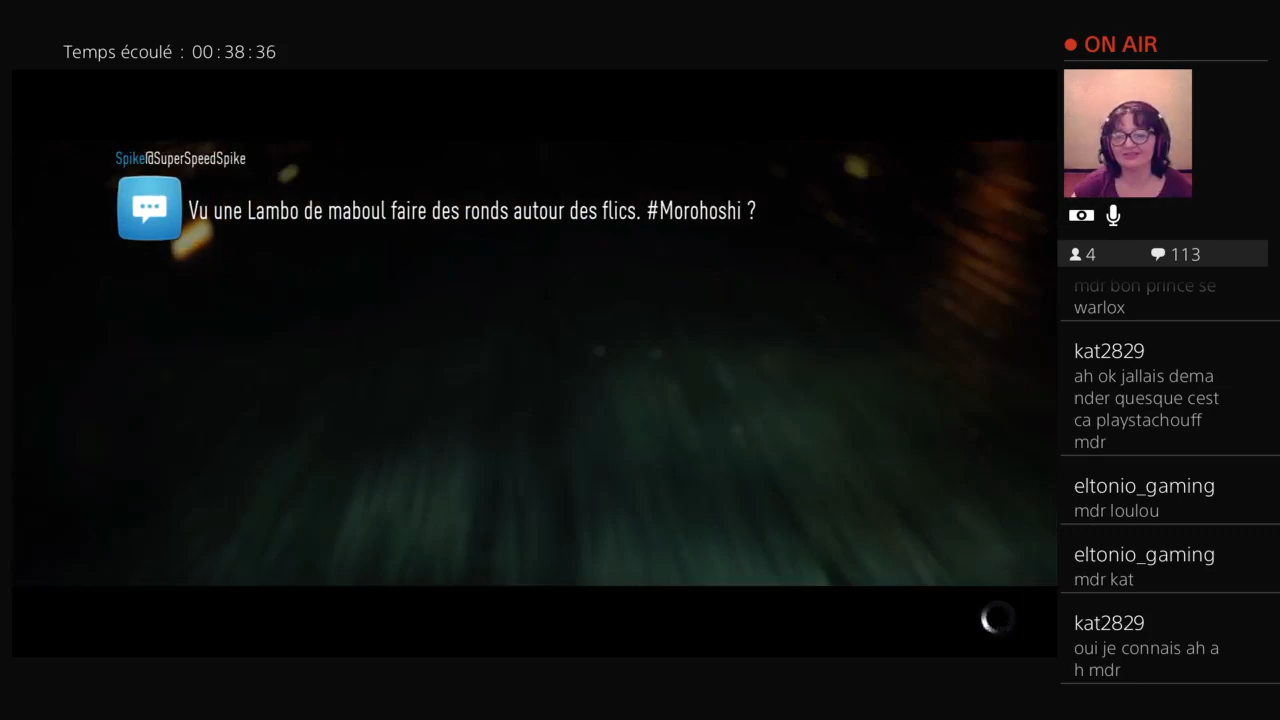 Temps écoulé : 00:38:36
ON AIR
Spike@SuperSpeedSpike
Vu une Lambo de maboul faire des ronds autour des flics. #Morohoshi ?
4 113
mdr bon prince se
warlox
kat2829
ah ok jallais dema
nder quesque cest
ca playstachouff
mdr
eltonio_gaming
mdr loulou
eltonio_gaming
mdr kat
kat2829
oui je connais ah a
h mdr